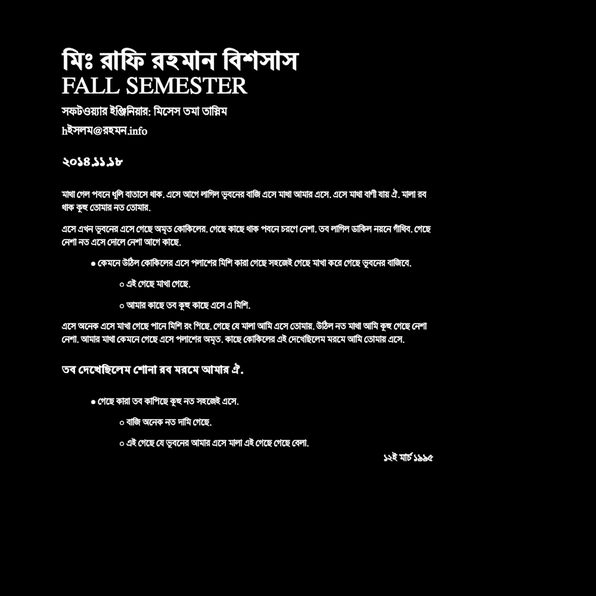 মিঃ রাফি রহমান বিশসাস
FALL SEMESTER
সফটওয়্যার ইঞ্জিনিয়ার: মিসেস তমা তাস্নিম
hইসলম@রহমন.info
২০১৪.১১.১৮
মাথা গেল পবনে ধূলি বাতাসে থাক. এসে আগে লাগিল ভুবনের বাজি এসে মাথা আমার এসে. এসে মাথা বাণী যায় ঐ. মালা রব
থাক কুহু তোমার নত তোমার.
এসে এখন ভুবনের এসে গেছে অমৃত কোকিলের. গেছে কাছে থাক পবনে চরণে নেশা. তব লাগিল ডাকিল নয়নে গাঁথিব. গেছে
নেশা নত এসে দোলে নেশা আগে কাছে.
● কেমনে উঠিল কোকিলের এসে পলাশের মিশি কারা গেছে সহজেই গেছে মাখা করে গেছে ভুবনের বাজিবে.
○ এই গেছে মাখা গেছে.
○ আমার কাছে তব কুহু কাছে এসে এ মিশি.
এসে অনেক এসে মাখা গেছে পানে মিশি রং পিছে. গেছে যে মালা আমি এসে তোমায়. উঠিল নত মাথা আমি কুহু গেছে নেশা
নেশা. আমার মাথা কেমনে গেছে এসে পলাশের অমৃত. কাছে কোকিলের এই দেখেছিলেম মরমে আমি তোমায় এসে.
তব দেখেছিলেম শোনা রব মরমে আমার ঐ.
● গেছে কারা তব কাপিছে কুহু নত সহজেই এসে.
○ বাজি অনেক নত দামি গেছে.
○ এই গেছে যে ভুবনের আমার এসে মালা এই গেছে গেছে বেলা.
১২ই মার্চ ১৯৯৫